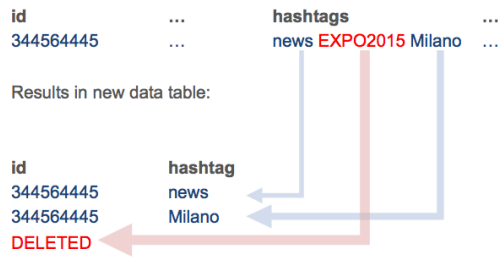 id … hashtags …
344564445 … news EXPO2015 Milano …
Results in new data table:
id hashtag
344564445 news
344564445 Milano
DELETED